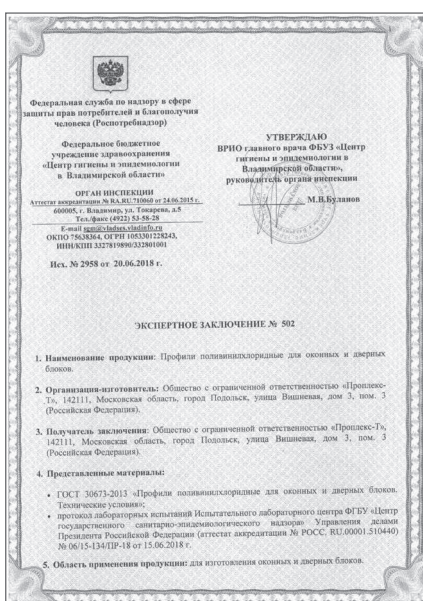 Федеральная служба по надзору в сфере
защиты прав потребителей и благополучия
человека (Роспотребнадзор)
Федеральное бюджетное
учреждение здравоохранения
«Центр гигиены и эпидемиологии
в Владимирской области»
ОРГАН ИНСПЕКЦИИ
Аттестат аккредитации № RA.RU.710060 от 24.06.2015 г.
600005, г. Владимир, ул. Токарева, д.5
Тел./факс (4922) 53-58-28
E-mail sgm@vladses.vladinfo.ru
ОКПО 75638364, ОГРН 1053301228243,
ИНН/КПП 3327819890/332801001
Исх. № 2958 от 20.06.2018 г.
УТВЕРЖДАЮ
ВРИО главного врача ФБУЗ «Центр
гигиены и эпидемиологии в
Владимирской области»,
руководитель органа инспекции
М.В.Буланов
ЭКСПЕРТНОЕ ЗАКЛЮЧЕНИЕ № 502
1. Наименование продукции: Профили поливинилхлоридные для оконных и дверных
блоков.
2. Организация-изготовитель: Общество с ограниченной ответственностью «Проплекс-
Т», 142111, Московская область, город Подольск, улица Вишневая, дом 3, пом. 3
(Российская Федерация).
3. Получатель заключения: Общество с ограниченной ответственностью «Проплекс-Т»,
142111, Московская область, город Подольск, улица Вишневая, дом 3, пом. 3
(Российская Федерация).
4. Представленные материалы:
• ГОСТ 30673-2013 «Профили поливинилхлоридные для оконных и дверных блоков.
Технические условия»;
• протокол лабораторных испытаний Испытательного лабораторного центра ФГБУ «Центр
государственного санитарно-эпидемиологического надзора» Управления делами
Президента Российской Федерации (аттестат аккредитации № РОСС. RU.00001.510440)
№ 06/15-134/ПР-18 от 15.06.2018 г.
5. Область применения продукции: для изготовления оконных и дверных блоков.